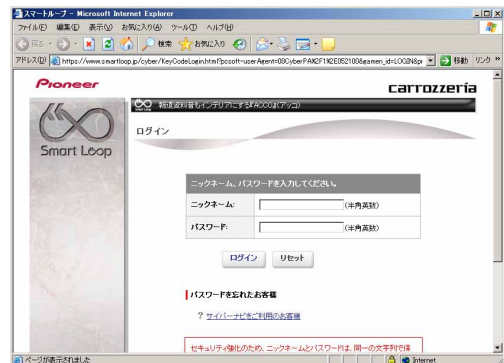 スマートループ - Microsoft Internet Explorer
ファイル(F) 編集(E) 表示(V) お気に入り(A) ツール(T) ヘルプ(H)
戻る 検索 お気に入り
アドレス(D) https://www.smartloop.jp/cyber/KeyCodeLogin.html?pcsoft=user 移動 リンク »
Pioneer carrozzeria
Smart Loop
ログイン
ニックネーム、パスワードを入力してください。
ニックネーム: (半角英数)
パスワード: (半角英数)
ログイン リセット
パスワードを忘れたお客様
? サイバーナビをご利用のお客様
セキュリティ強化のため、ニックネームとパスワードは、同一の文字列で
ページが表示されました Internet